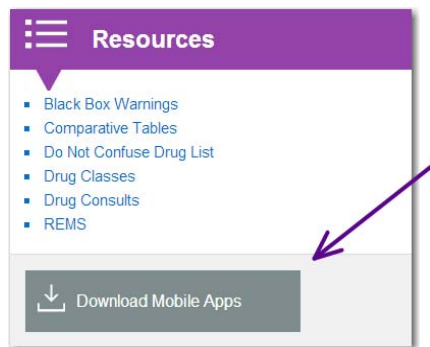 Resources
Black Box Warnings
Comparative Tables
Do Not Confuse Drug List
Drug Classes
Drug Consults
REMS
Download Mobile Apps